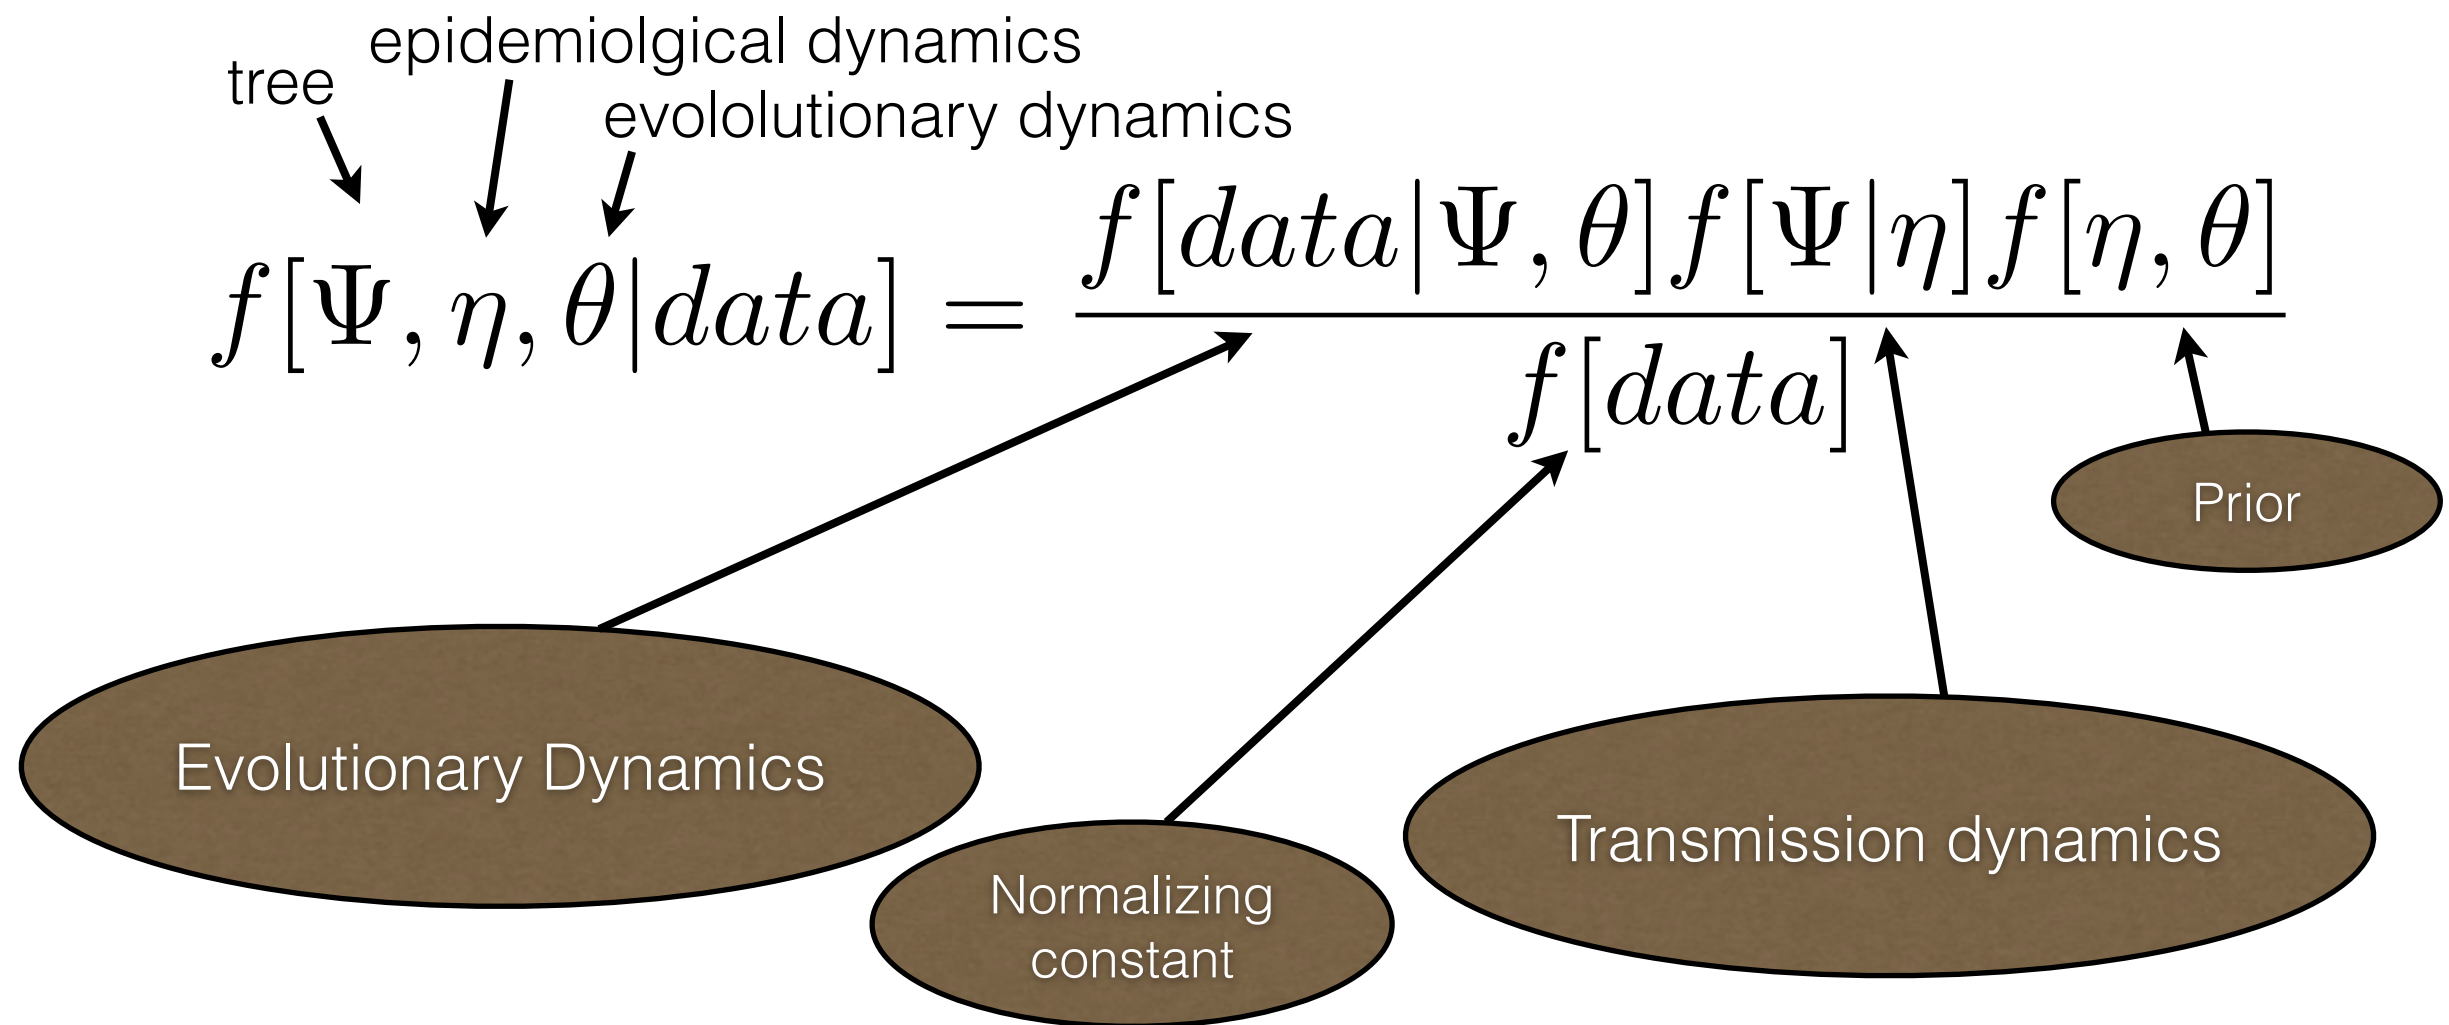 epidemiolgical dynamics
tree
evololutionary dynamics
f[Ψ, η, θ|data] = f[data|Ψ, θ]f[Ψ|η]f[η, θ]
f[data]
Prior
Evolutionary Dynamics
Transmission dynamics
Normalizing
constant